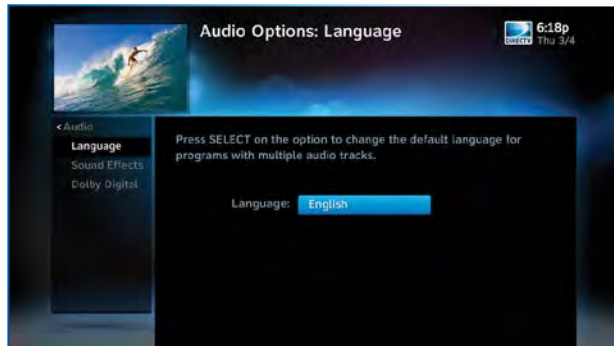 Audio Options: Language
6:18p
DIRECTV Thu 3/4
<Audio
Language
Sound Effects
Dolby Digital
Press SELECT on the option to change the default language for
programs with multiple audio tracks.
Language: English